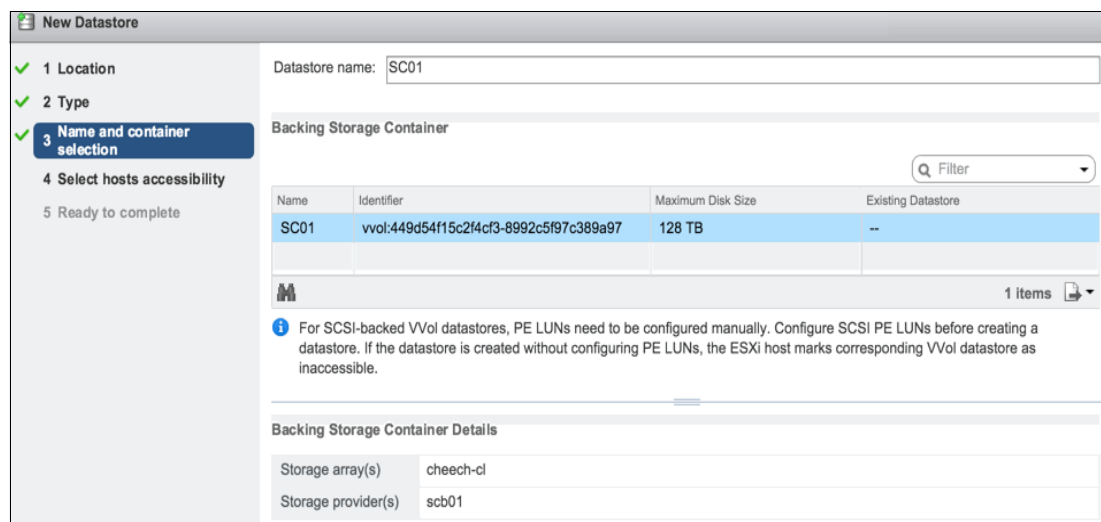 New Datastore
1 Location
2 Type
3 Name and container
selection
4 Select hosts accessibility
5 Ready to complete
Datastore name: SC01
Backing Storage Container
Filter
Name Identifier Maximum Disk Size Existing Datastore
SC01 vvol:449d54f15c2f4cf3-8992c5f97c389a97 128 TB --
1 items
For SCSI-backed VVol datastores, PE LUNs need to be configured manually. Configure SCSI PE LUNs before creating a
datastore. If the datastore is created without configuring PE LUNs, the ESXi host marks corresponding VVol datastore as
inaccessible.
Backing Storage Container Details
Storage array(s) cheech-cl
Storage provider(s) scb01